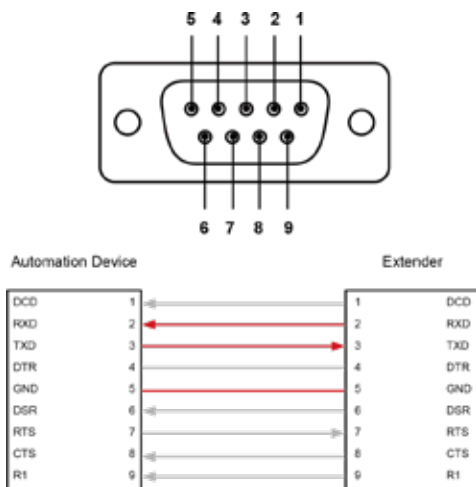 5 4 3 2 1
6 7 8 9
Automation Device Extender
DCD 1 1 DCD
RXD 2 2 RXD
TXD 3 3 TXD
DTR 4 4 DTR
GND 5 5 GND
DSR 6 6 DSR
RTS 7 7 RTS
CTS 8 8 CTS
R1 9 9 R1